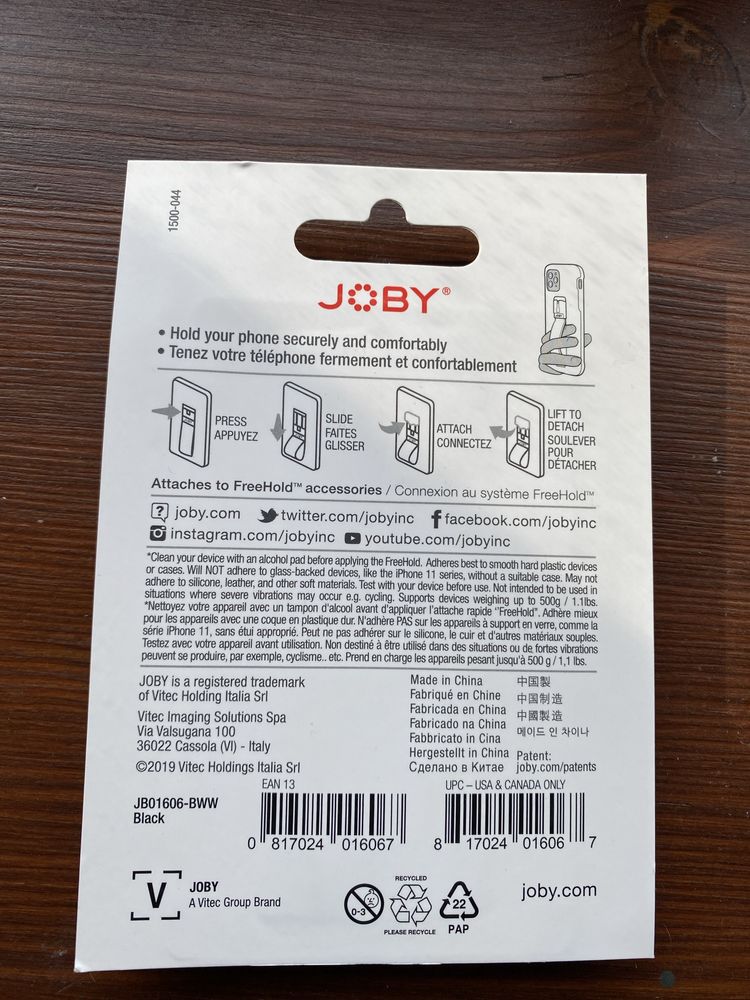 1500-044
JOBY®
• Hold your phone securely and comfortably
• Tenez votre téléphone fermement et confortablement
PRESS
APPUYEZ
SLIDE
FAITES
GLISSER
ATTACH
CONNECTEZ
LIFT TO
DETACH
SOULEVER
POUR
DÉTACHER
Attaches to FreeHold™ accessories / Connexion au système FreeHold™
joby.com twitter.com/jobyinc facebook.com/jobyinc
instagram.com/jobyinc youtube.com/jobyinc
*Clean your device with an alcohol pad before applying the FreeHold. Adheres best to smooth hard plastic devices
or cases. Will NOT adhere to glass-backed devices, like the iPhone 11 series, without a suitable case. May not
adhere to silicone, leather, and other soft materials. Test with your device before use. Not intended to be used in
situations where severe vibrations may occur e.g. cycling. Supports devices weighing up to 500g / 1.1lbs.
*Nettoyez votre appareil avec un tampon d'alcool avant d'appliquer l'attache rapide "FreeHold". Adhère mieux
pour les appareils avec une coque en plastique dur. N'adhère PAS sur les appareils à support en verre, comme la
série iPhone 11, sans étui approprié. Peut ne pas adhérer sur le silicone, le cuir et d'autres matériaux souples.
Testez avec votre appareil avant utilisation. Non destiné à être utilisé dans des situations ou de fortes vibrations
peuvent se produire, par exemple, cyclisme.. etc. Prend en charge les appareils pesant jusqu'à 500 g / 1,1 lbs.
JOBY is a registered trademark
of Vitec Holding Italia Srl
Vitec Imaging Solutions Spa
Via Valsugana 100
36022 Cassola (VI) - Italy
©2019 Vitec Holdings Italia Srl
Made in China
Fabriqué en Chine
Fabricada en China
Fabricado na China
Fabbricato in Cina
Hergestellt in China
Сделано в Китае
中国製
中国制造
中國製造
메이드 인 차이나
Patent:
joby.com/patents
JB01606-BWW
Black
EAN 13
0 817024 016067
UPC – USA & CANADA ONLY
8 17024 01606 7
V
JOBY
A Vitec Group Brand
0-3
RECYCLED
PLEASE RECYCLE
22
PAP
joby.com